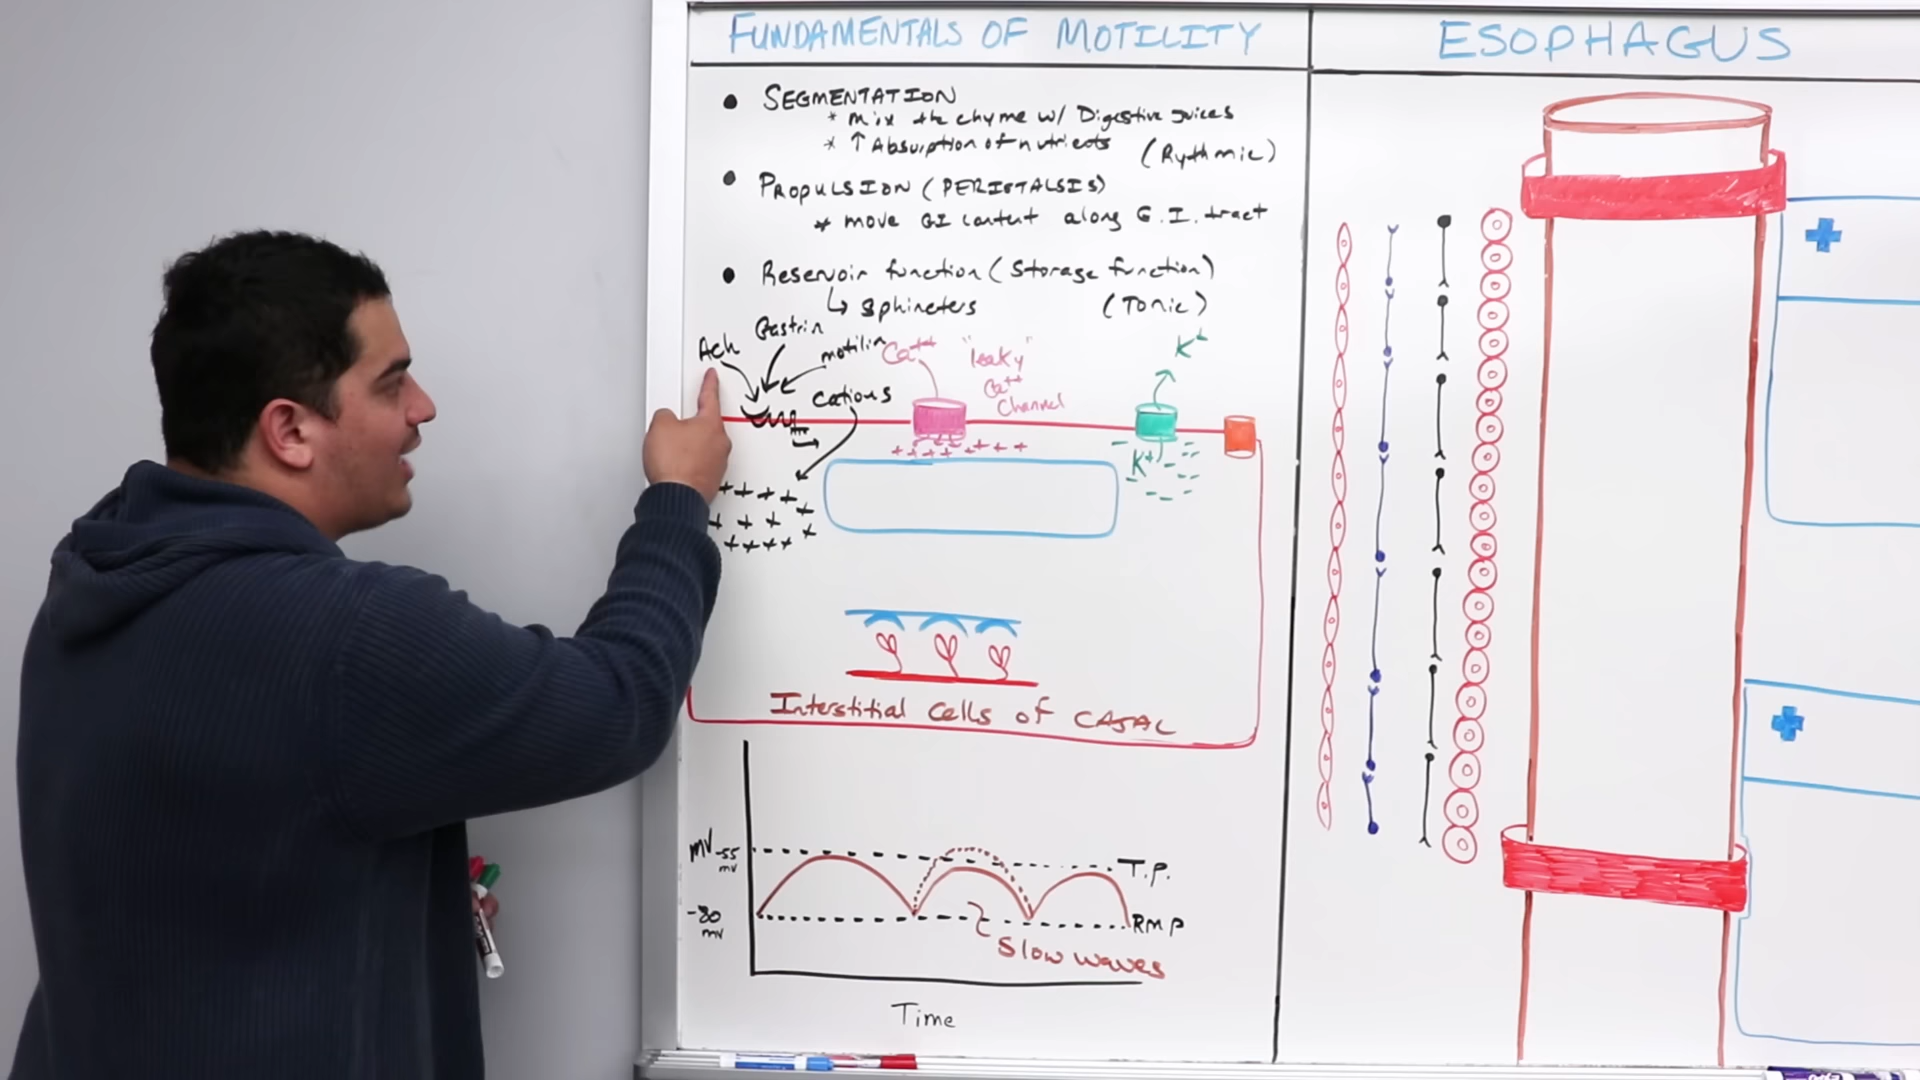 FUNDAMENTALS OF MOTILITY
• SEGMENTATION
* mix the chyme w/ Digestive juices
* ↑ Absorption of nutrients (Rythmic)
• PROPULSION (PERISTALSIS)
* move GI content along G.I. tract
• Reservoir function (Storage function)
↳ sphincters (Tonic)
Ach
Gastrin
motilin
cations
Ca++
"leaky"
Ca++
Channel
K+
+ + + + + + + +
K+
+ + + +
+ + + +
+ + + +
Interstitial Cells of CAJAL
mV
-55
mv
T.P.
-80
mv
RMP
Slow waves
Time
ESOPHAGUS
+
+